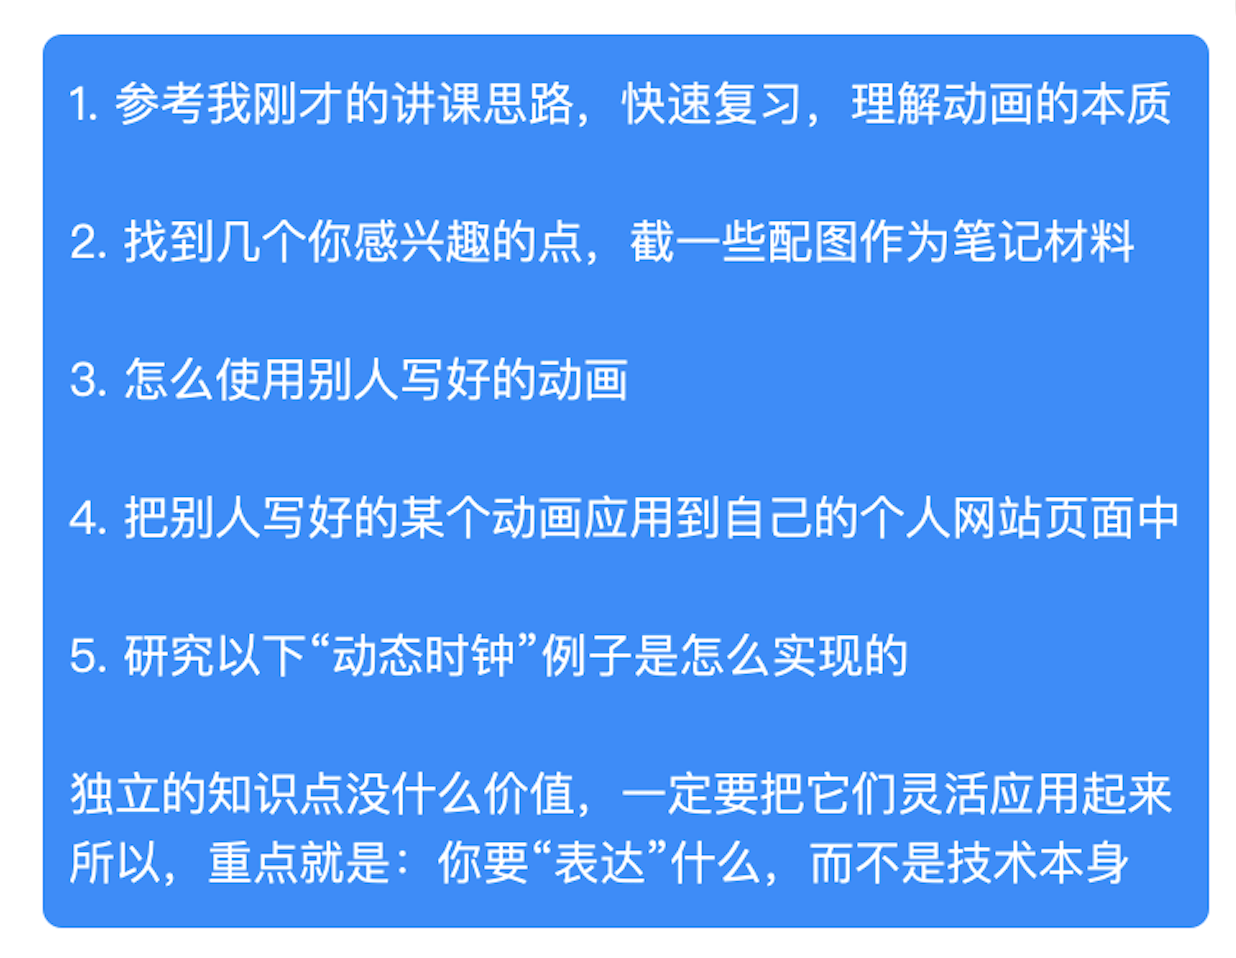 1. 参考我刚才的讲课思路，快速复习，理解动画的本质
2. 找到几个你感兴趣的点，截一些配图作为笔记材料
3. 怎么使用别人写好的动画
4. 把别人写好的某个动画应用到自己的个人网站页面中
5. 研究以下“动态时钟”例子是怎么实现的
独立的知识点没什么价值，一定要把它们灵活应用起来
所以，重点就是：你要“表达”什么，而不是技术本身